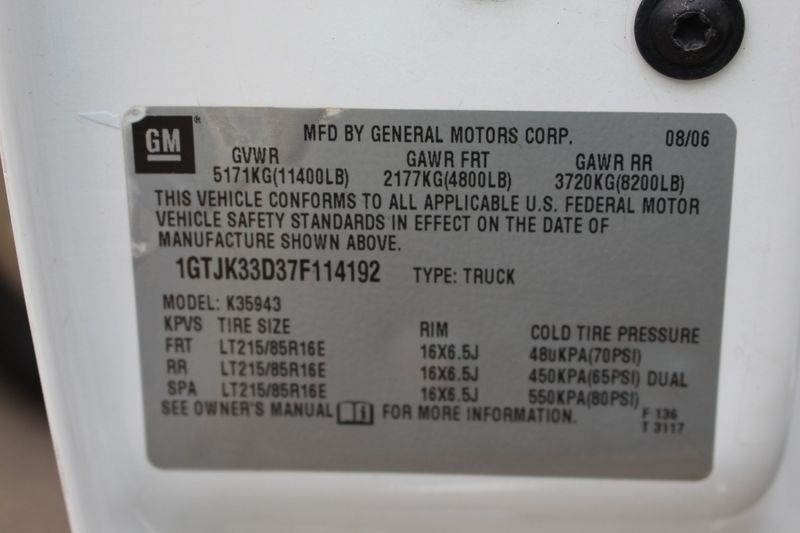 GM ® MFD BY GENERAL MOTORS CORP. 08/06
GVWR GAWR FRT GAWR RR
5171KG(11400LB) 2177KG(4800LB) 3720KG(8200LB)
THIS VEHICLE CONFORMS TO ALL APPLICABLE U.S. FEDERAL MOTOR
VEHICLE SAFETY STANDARDS IN EFFECT ON THE DATE OF
MANUFACTURE SHOWN ABOVE.
1GTJK33D37F114192 TYPE: TRUCK
MODEL: K35943
KPVS TIRE SIZE RIM COLD TIRE PRESSURE
FRT LT215/85R16E 16X6.5J 480KPA(70PSI)
RR LT215/85R16E 16X6.5J 450KPA(65PSI) DUAL
SPA LT215/85R16E 16X6.5J 550KPA(80PSI)
SEE OWNER'S MANUAL FOR MORE INFORMATION.
F 136
T 3117